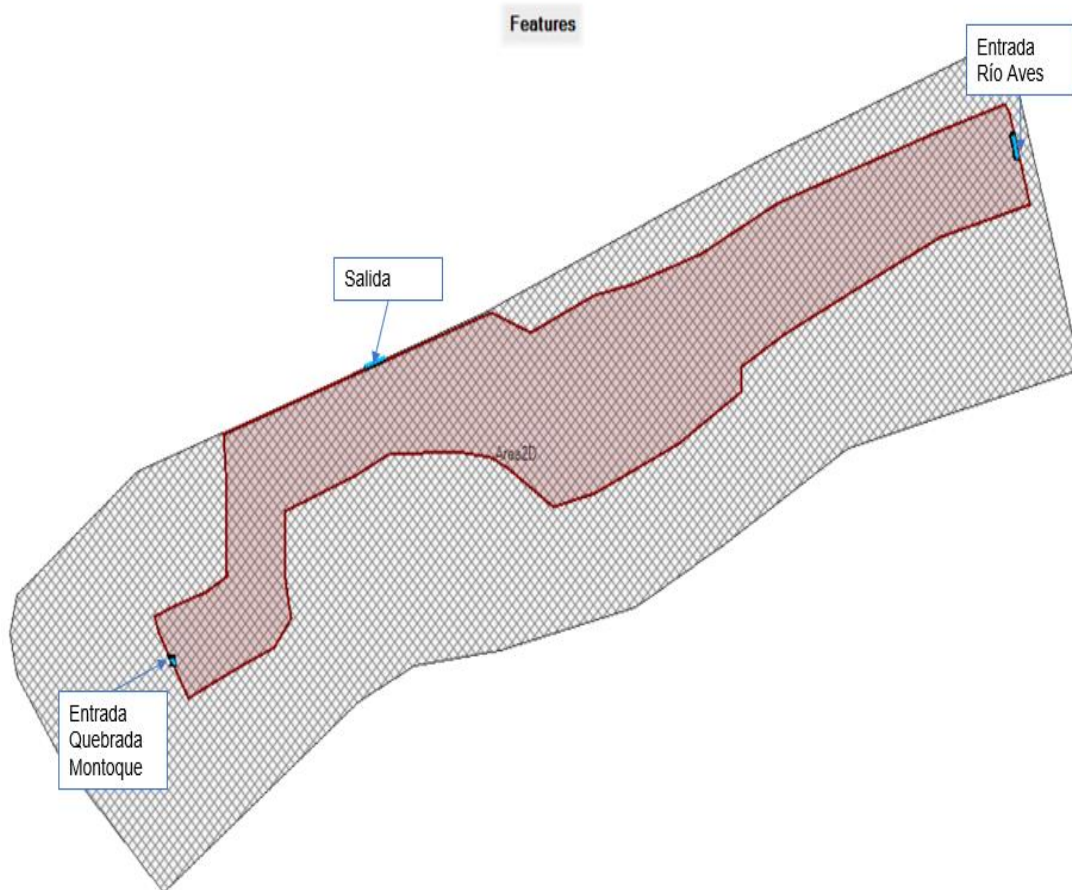 Features
Entrada
Río Aves
Salida
Area2D
Entrada
Quebrada
Montoque